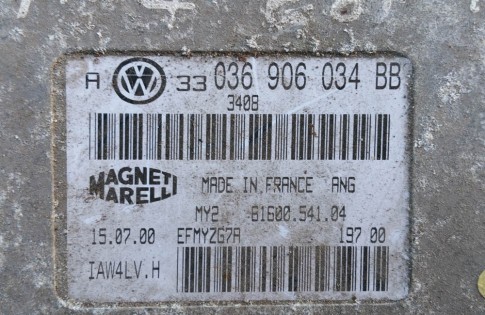 A VW 33 036 906 034 BB
3408
MAGNETI MARELLI MADE IN FRANCE ANG
MY2 61600.541.04
15.07.00 EFMYZG7A 197 00
IAW4LV.H